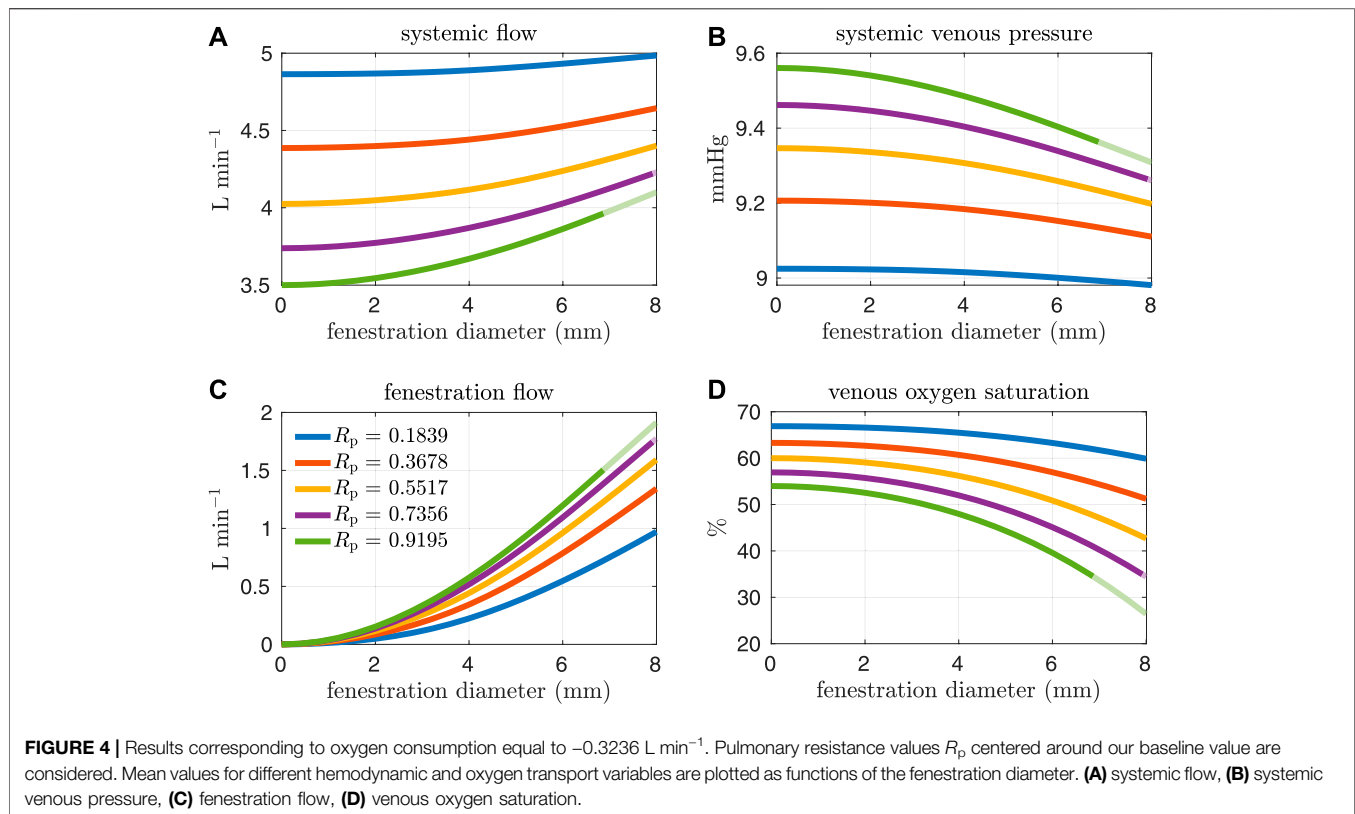 A
systemic flow
5
4.5
4
3.5
L min⁻¹
0 2 4 6 8
fenestration diameter (mm)
B
systemic venous pressure
9.6
9.4
9.2
9
mmHg
0 2 4 6 8
fenestration diameter (mm)
C
fenestration flow
2
1.5
1
0.5
0
L min⁻¹
Rp = 0.1839
Rp = 0.3678
Rp = 0.5517
Rp = 0.7356
Rp = 0.9195
0 2 4 6 8
fenestration diameter (mm)
D
venous oxygen saturation
70
60
50
40
30
20
%
0 2 4 6 8
fenestration diameter (mm)
FIGURE 4 | Results corresponding to oxygen consumption equal to −0.3236 L min⁻¹. Pulmonary resistance values Rp centered around our baseline value are
considered. Mean values for different hemodynamic and oxygen transport variables are plotted as functions of the fenestration diameter. (A) systemic flow, (B) systemic
venous pressure, (C) fenestration flow, (D) venous oxygen saturation.